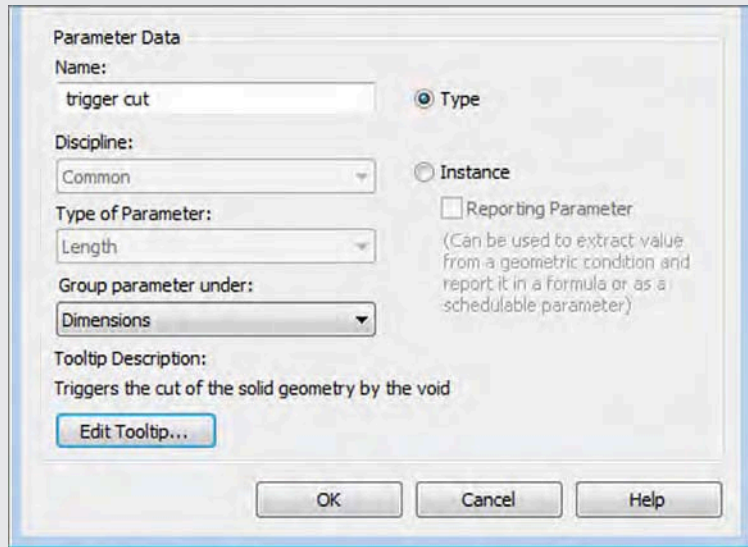 Parameter Data
Name:
trigger cut
Type
Discipline:
Common
Instance
Reporting Parameter
Type of Parameter:
Length
(Can be used to extract value
from a geometric condition and
report it in a formula or as a
schedulable parameter)
Group parameter under:
Dimensions
Tooltip Description:
Triggers the cut of the solid geometry by the void
Edit Tooltip...
OK Cancel Help